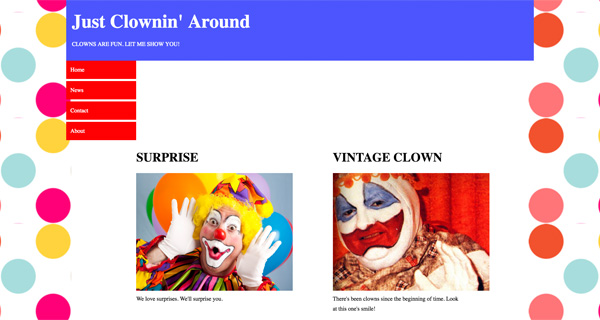 Just Clownin' Around
CLOWNS ARE FUN. LET ME SHOW YOU!
Home
News
Contact
About
SURPRISE
We love surprises. We'll surprise you.
VINTAGE CLOWN
There's been clowns since the beginning of time. Look
at this one's smile!